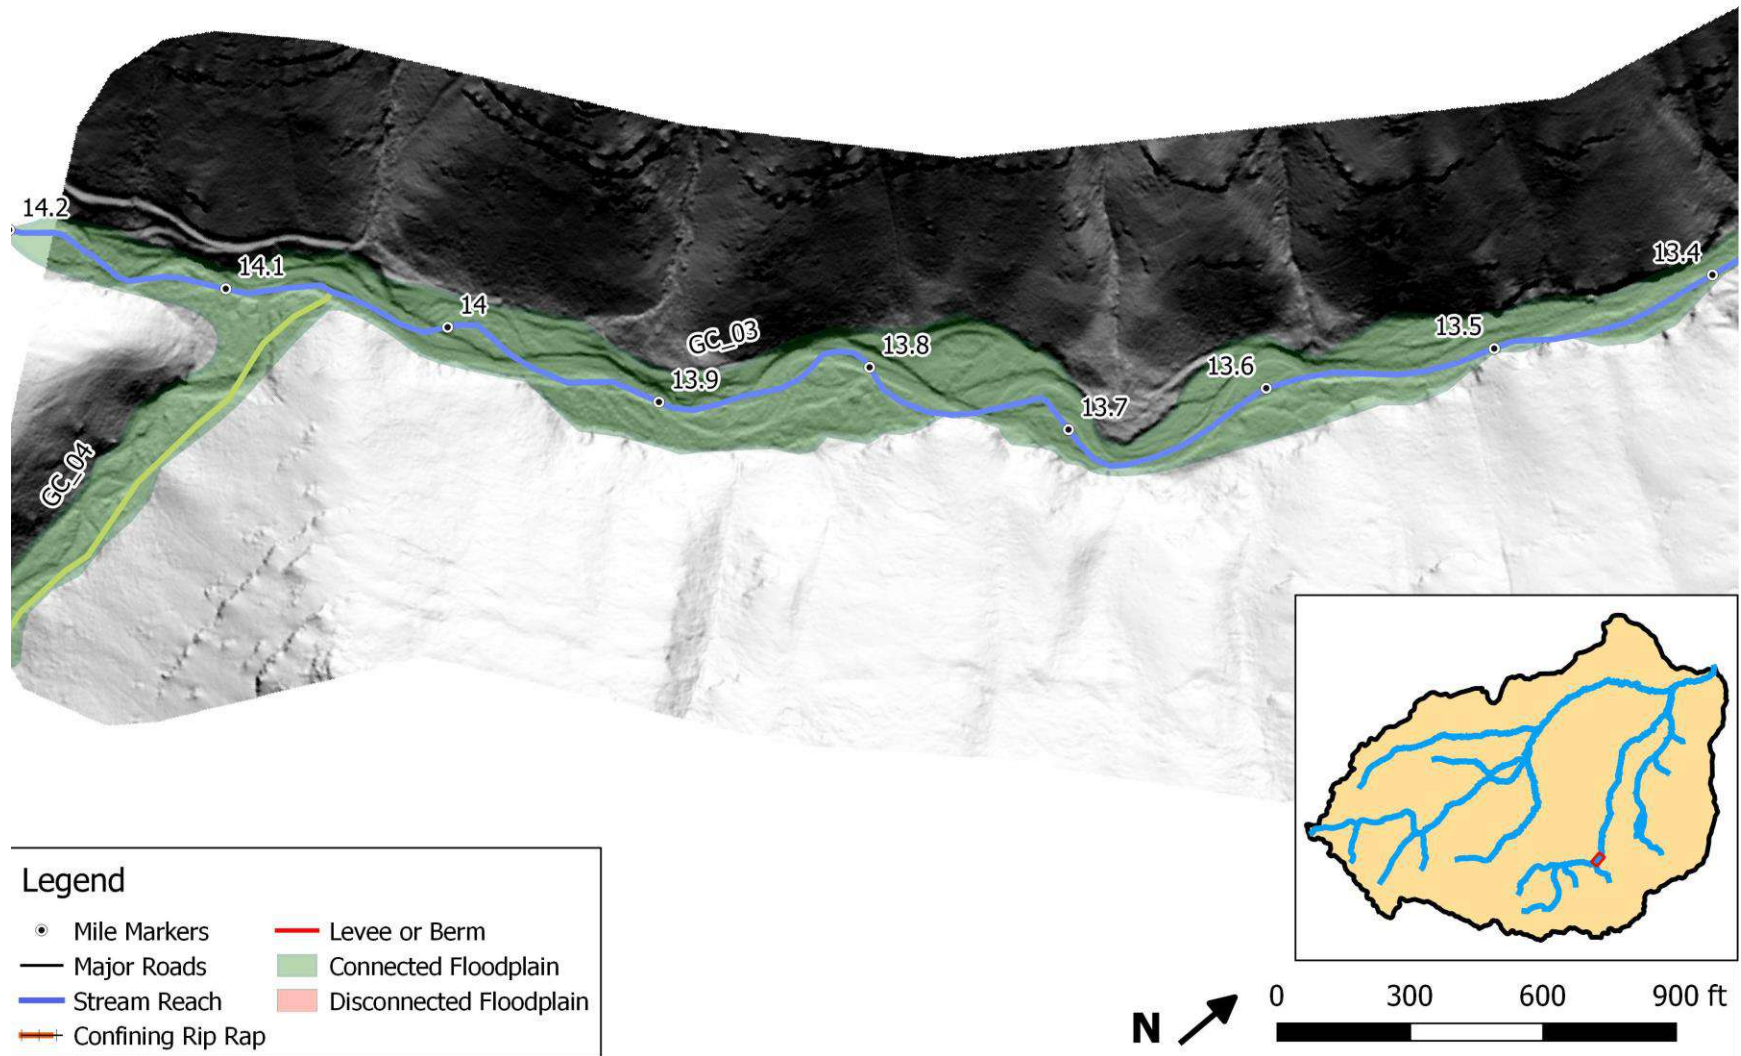 14.2
14.1
14
GC_03
13.9
13.8
13.7
13.6
13.5
13.4
GC_04
Legend
Mile Markers
Major Roads
Stream Reach
Confining Rip Rap
Levee or Berm
Connected Floodplain
Disconnected Floodplain
N
0 300 600 900 ft